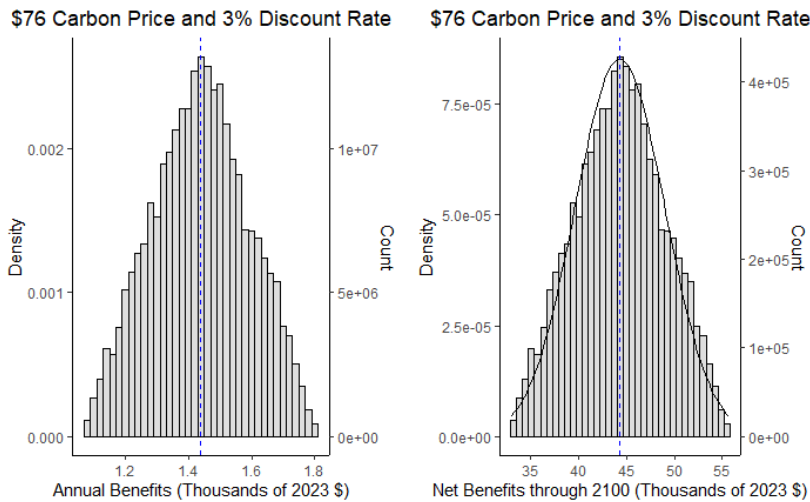 $76 Carbon Price and 3% Discount Rate
Density
0.002
0.001
0.000
1e+07
5e+06
0e+00
Count
1.2 1.4 1.6 1.8
Annual Benefits (Thousands of 2023 $)
$76 Carbon Price and 3% Discount Rate
Density
7.5e-05
5.0e-05
2.5e-05
0.0e+00
4e+05
3e+05
2e+05
1e+05
0e+00
Count
35 40 45 50 55
Net Benefits through 2100 (Thousands of 2023 $)